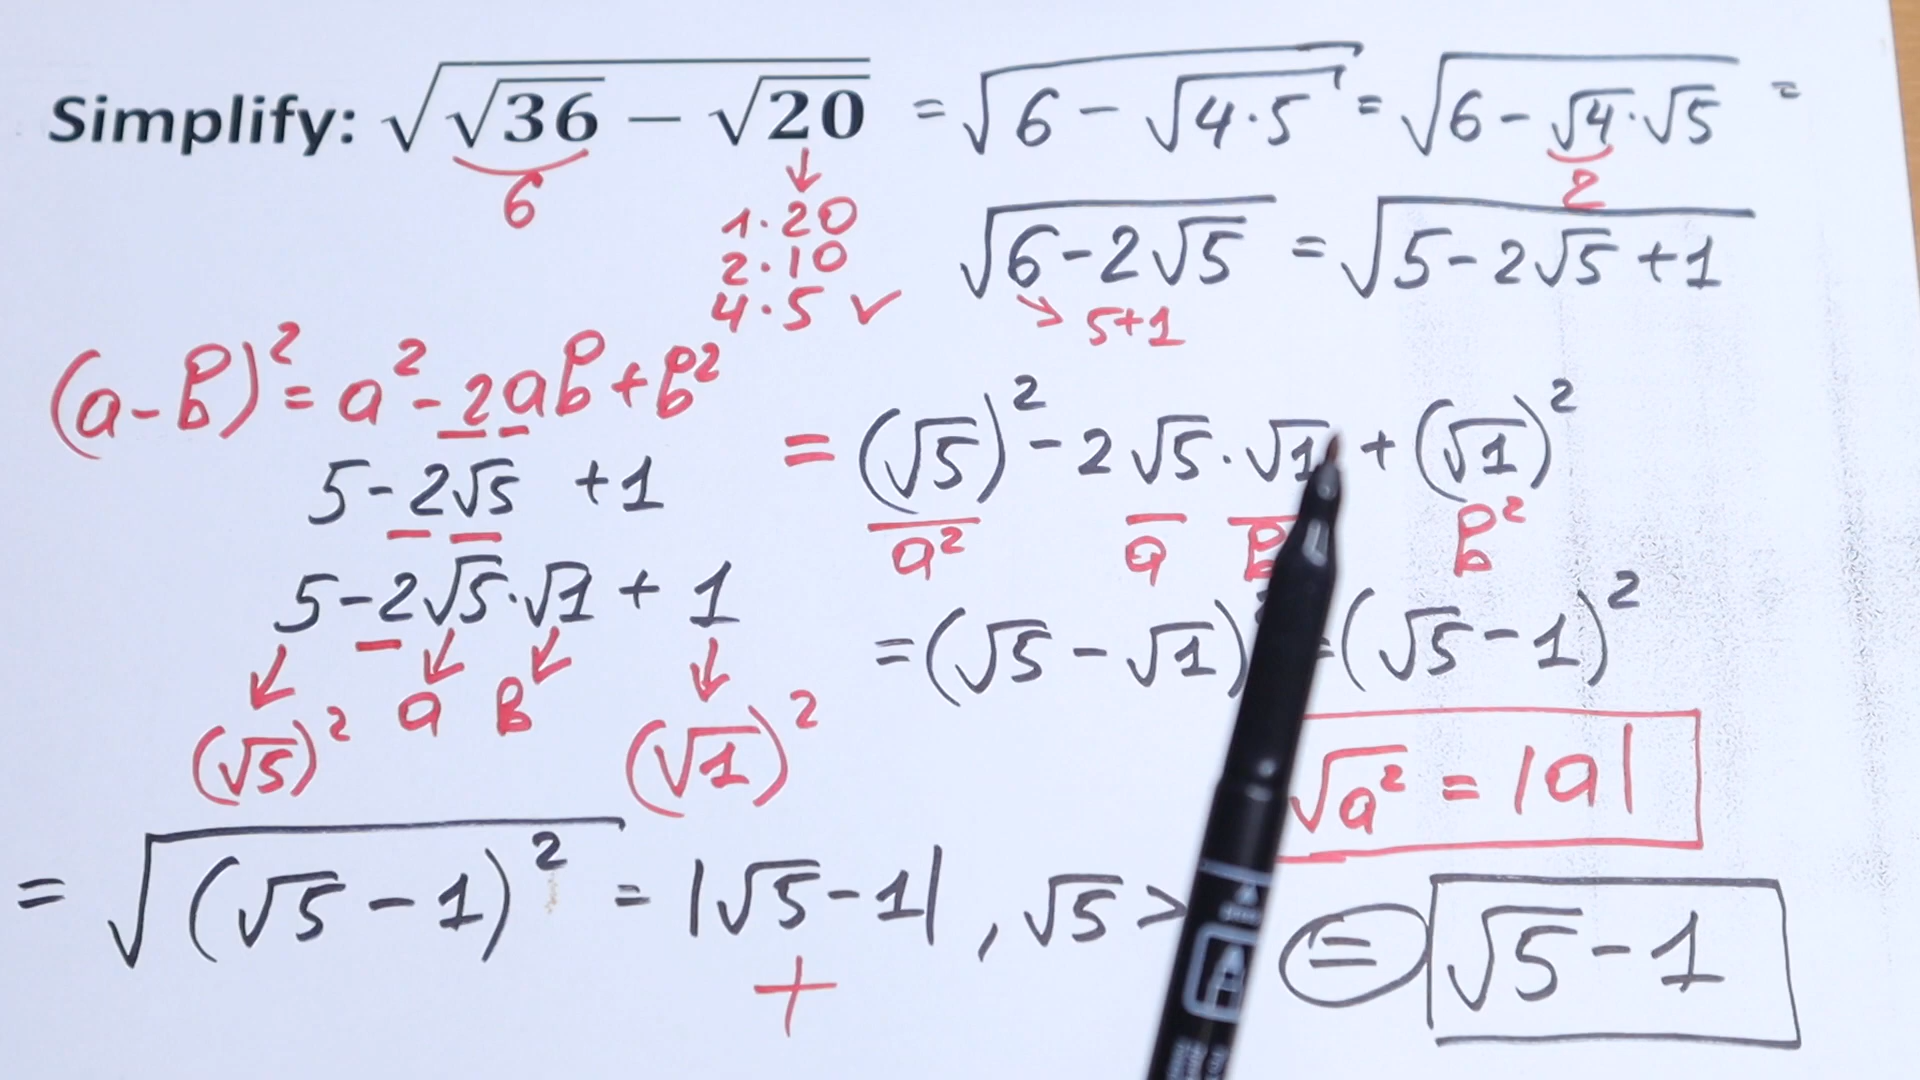 Simplify: √(√36 − √20) = √(6 − √(4·5)) = √(6 − √4·√5) =
6
2
1·20
2·10
4·5 ✓
√(6−2√5) = √(5−2√5+1)
5+1
(a−b)²= a²−2ab+b²
5−2√5 +1
= (√5)²−2√5·√1 + (√1)²
a² a b b²
5−2√5·√1 + 1
(√5)² a b (√1)²
=(√5−√1)² =(√5−1)²
√a² = |a|
= √(√5−1)² = |√5−1|, √5 >
+
= √5−1